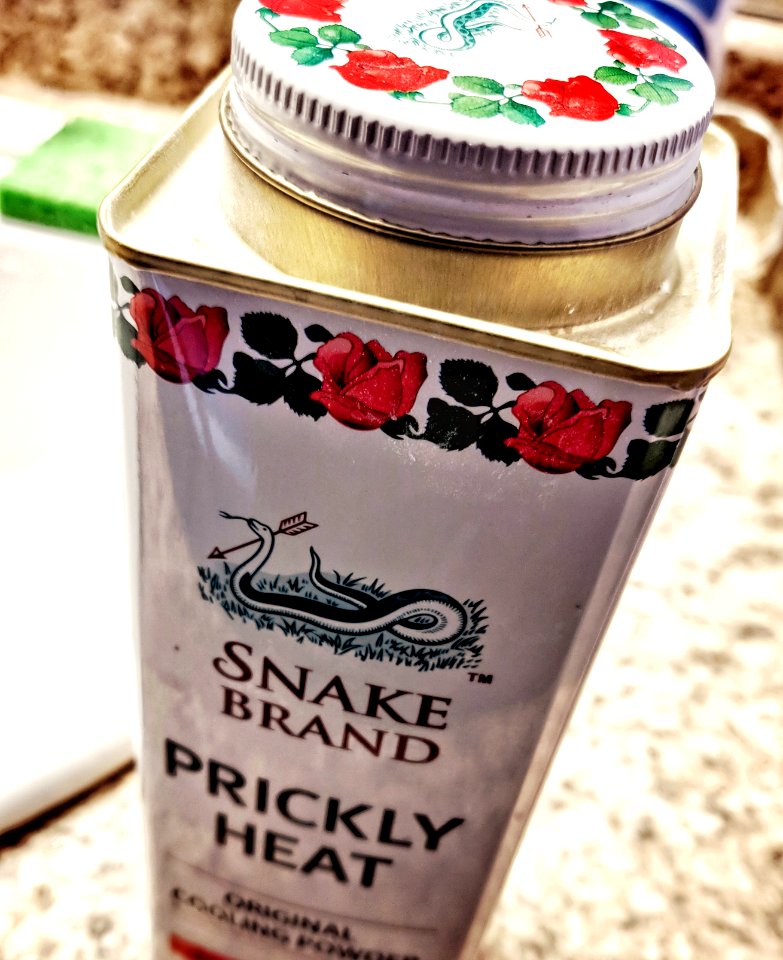 SNAKE
BRAND
TM
PRICKLY
HEAT
ORIGINAL
COOLING POWDER